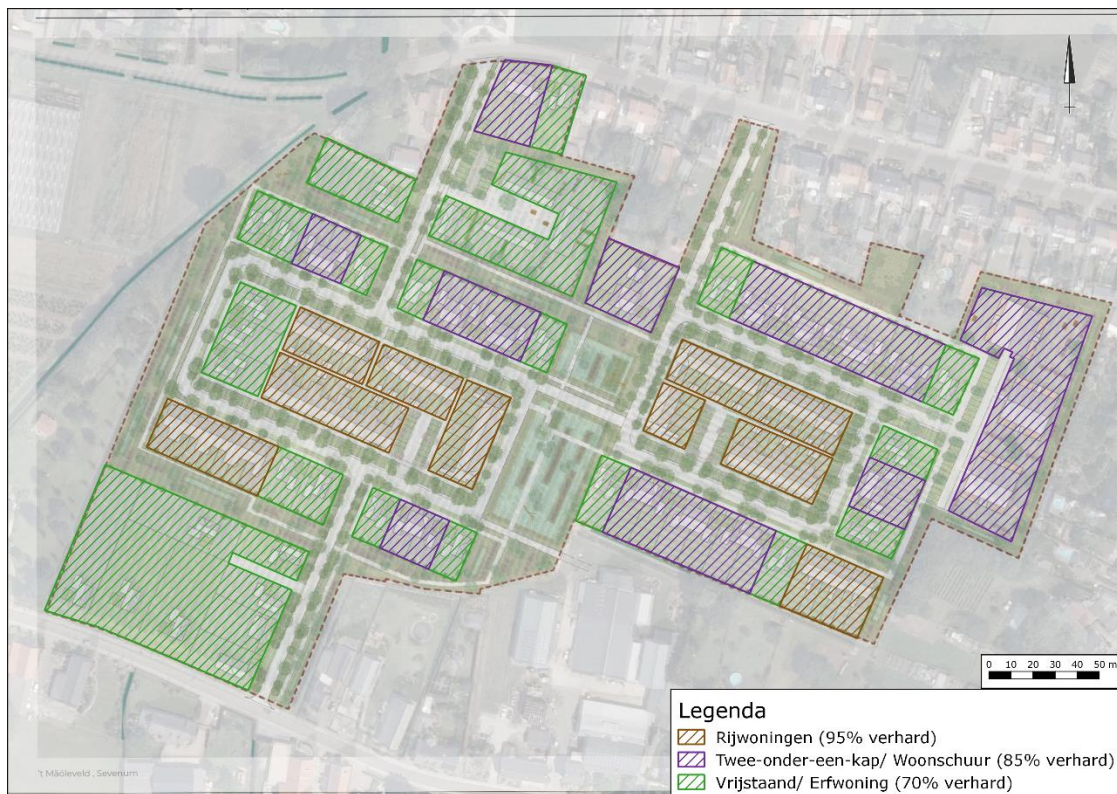 0 10 20 30 40 50 m
Legenda
Rijwoningen (95% verhard)
Twee-onder-een-kap/ Woonschuur (85% verhard)
Vrijstaand/ Erfwoning (70% verhard)
't Mäöleveld , Sevenum